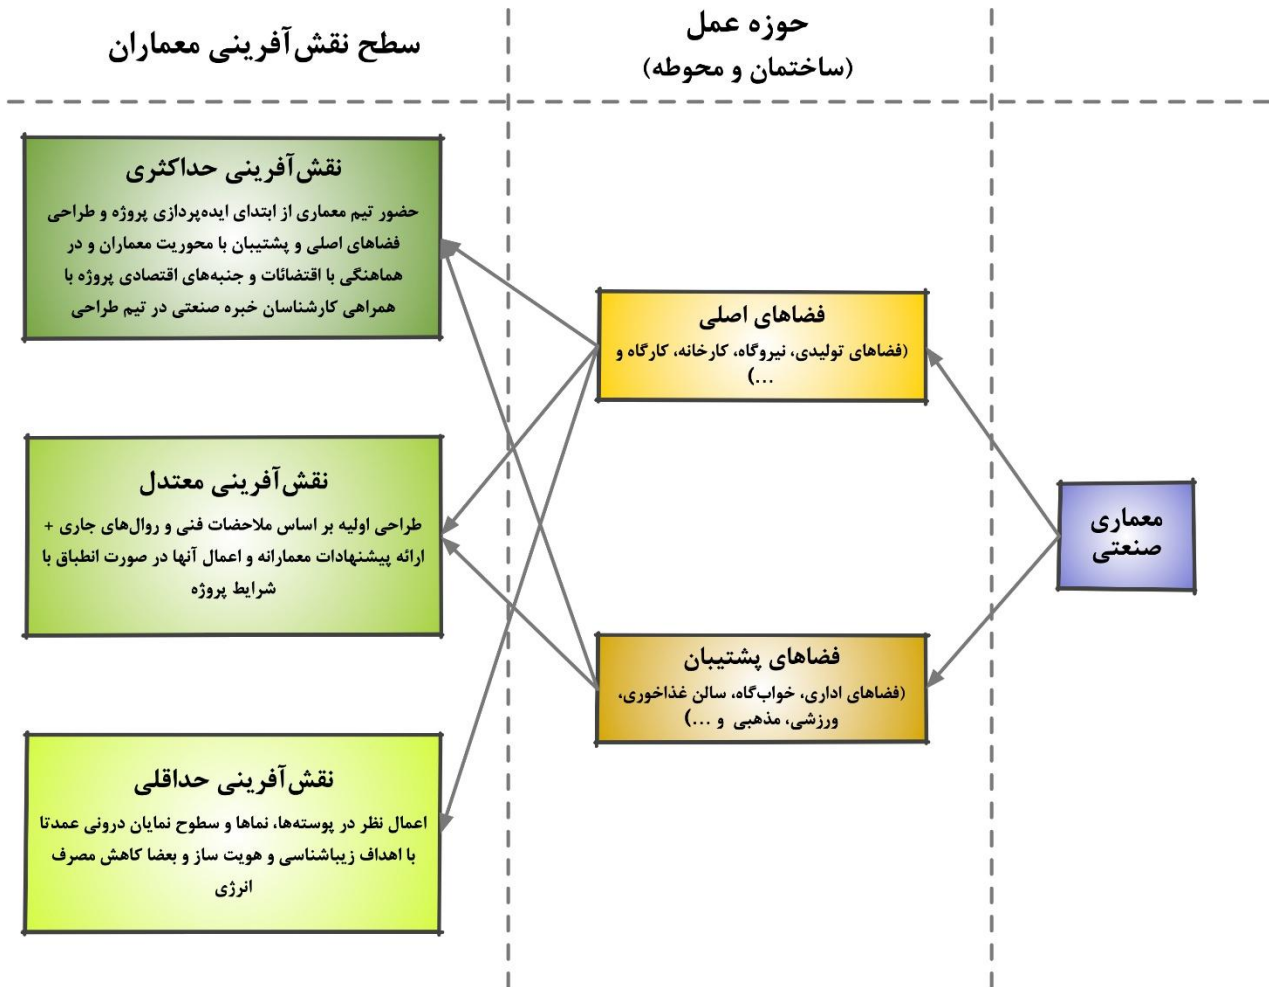 حوزه عمل
(ساختمان و محوطه)
سطح نقش‌آفرینی معماران
معماری
صنعتی
فضاهای اصلی
(فضاهای تولیدی، نیروگاه، کارخانه، کارگاه و
...)
فضاهای پشتیبان
(فضاهای اداری، خواب‌گاه، سالن غذاخوری،
ورزشی، مذهبی و ...)
نقش‌آفرینی حداکثری
حضور تیم معماری از ابتدای ایده‌پردازی پروژه و طراحی
فضاهای اصلی و پشتیبان با محوریت معماران و در
هماهنگی با اقتضائات و جنبه‌های اقتصادی پروژه با
همراهی کارشناسان خبره صنعتی در تیم طراحی
نقش‌آفرینی معتدل
طراحی اولیه بر اساس ملاحضات فنی و روال‌های جاری +
ارائه پیشنهادات معمارانه و اعمال آنها در صورت انطباق با
شرایط پروژه
نقش‌آفرینی حداقلی
اعمال نظر در پوسته‌ها، نماها و سطوح نمایان درونی عمدتا
با اهداف زیباشناسی و هویت ساز و بعضا کاهش مصرف
انرژی